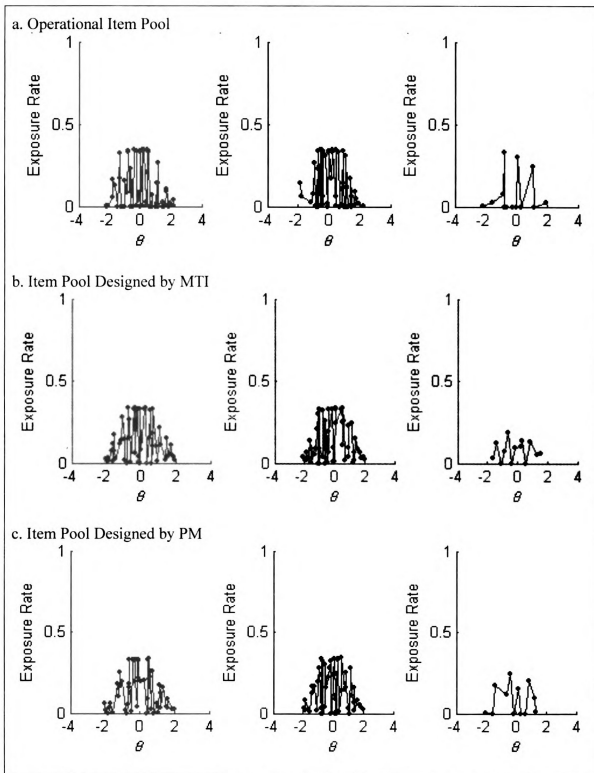 a. Operational Item Pool
1 1 1
Exposure Rate Exposure Rate Exposure Rate
0.5 0.5 0.5
0 0 0
-4 -2 0 2 4 -4 -2 0 2 4 -4 -2 0 2 4
θ θ θ
b. Item Pool Designed by MTI
1 1 1
Exposure Rate Exposure Rate Exposure Rate
0.5 0.5 0.5
0 0 0
-4 -2 0 2 4 -4 -2 0 2 4 -4 -2 0 2 4
θ θ θ
c. Item Pool Designed by PM
1 1 1
Exposure Rate Exposure Rate Exposure Rate
0.5 0.5 0.5
0 0 0
-4 -2 0 2 4 -4 -2 0 2 4 -4 -2 0 2 4
θ θ θ